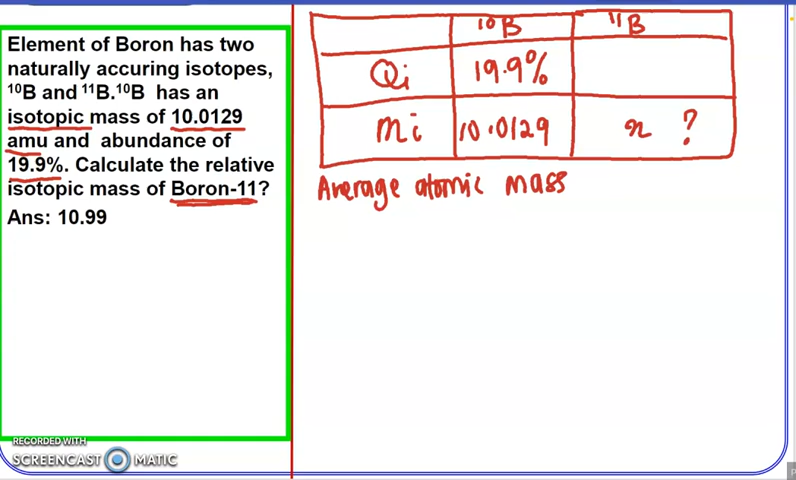 Element of Boron has two
naturally accuring isotopes,
¹⁰B and ¹¹B.¹⁰B has an
isotopic mass of 10.0129
amu and abundance of
19.9%. Calculate the relative
isotopic mass of Boron-11?
Ans: 10.99
¹⁰B ¹¹B
Qi 19.9%
Mi 10.0129 x ?
Average atomic mass
RECORDED WITH
SCREENCAST MATIC